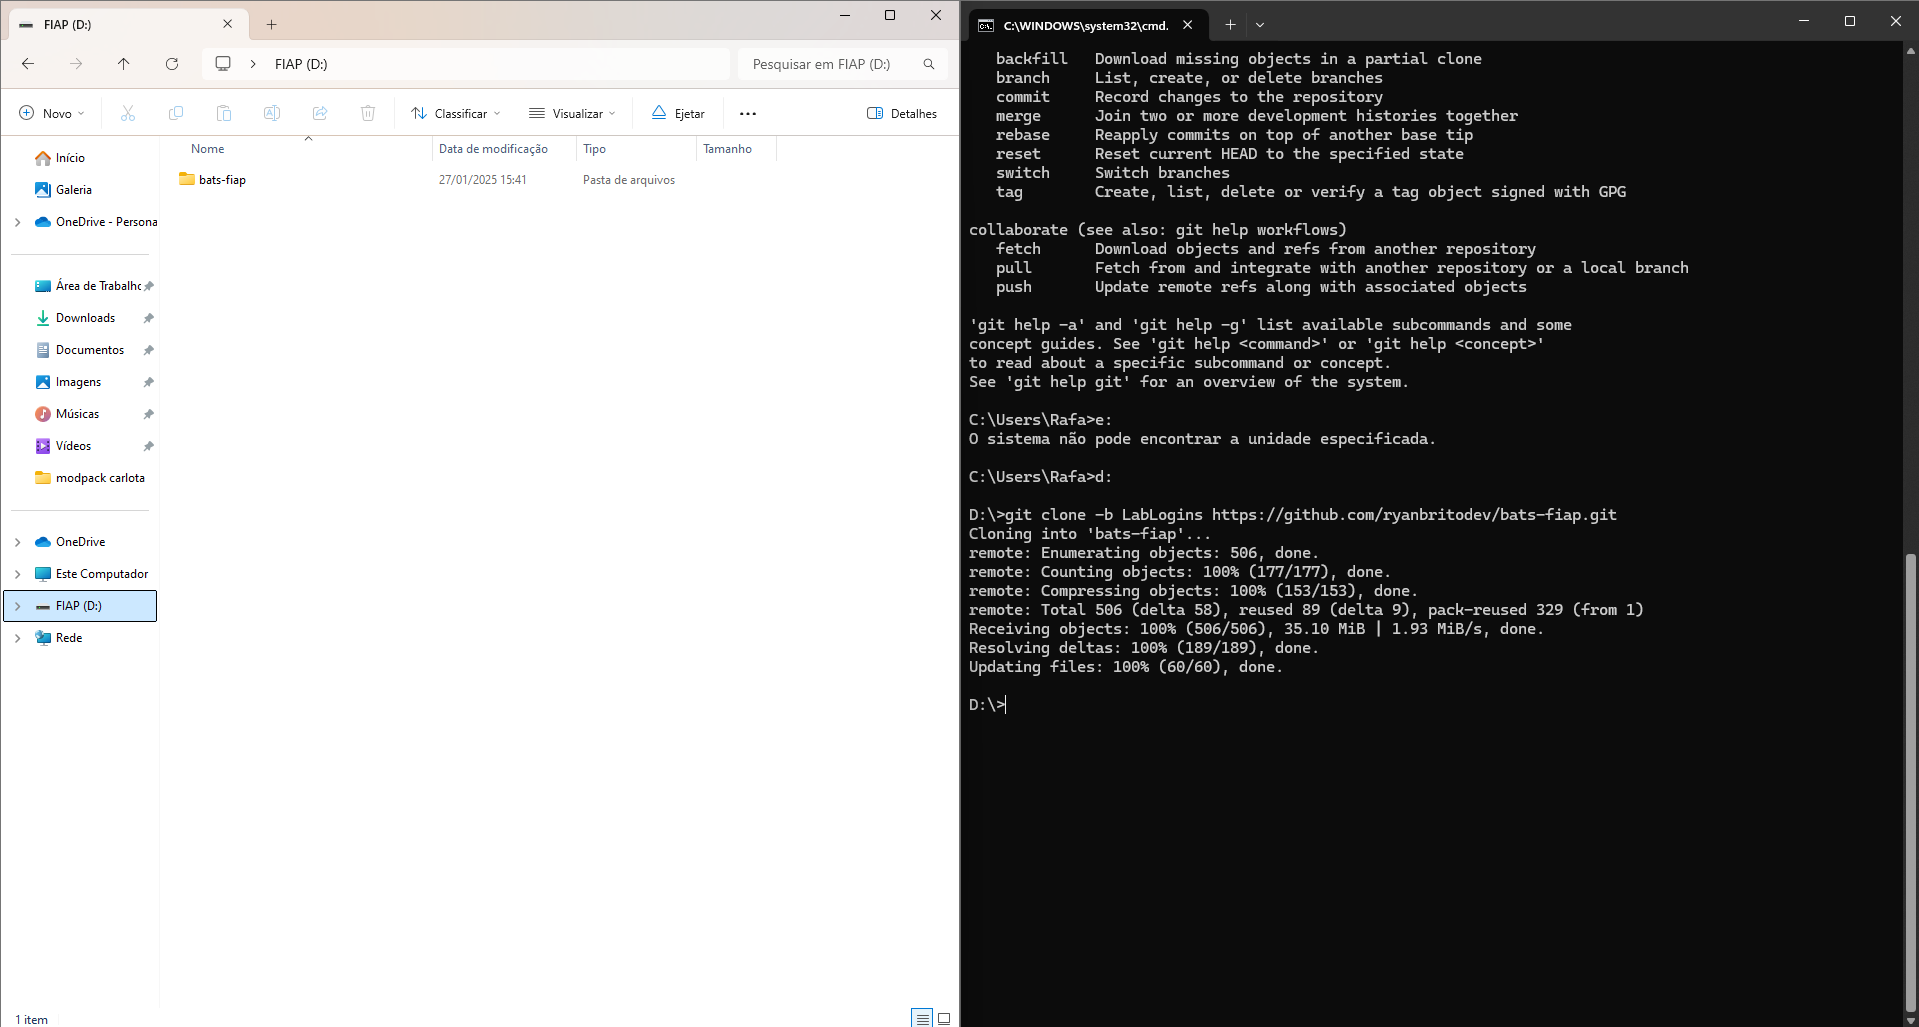 FIAP (D:)
FIAP (D:)
Pesquisar em FIAP (D:)
Novo
Classificar
Visualizar
Ejetar
Detalhes
Início
Galeria
OneDrive - Persona
Área de Trabalho
Downloads
Documentos
Imagens
Músicas
Vídeos
modpack carlota
OneDrive
Este Computador
FIAP (D:)
Rede
Nome Data de modificação Tipo Tamanho
bats-fiap 27/01/2025 15:41 Pasta de arquivos
1 item
C:\WINDOWS\system32\cmd.
backfill Download missing objects in a partial clone
branch List, create, or delete branches
commit Record changes to the repository
merge Join two or more development histories together
rebase Reapply commits on top of another base tip
reset Reset current HEAD to the specified state
switch Switch branches
tag Create, list, delete or verify a tag object signed with GPG
collaborate (see also: git help workflows)
fetch Download objects and refs from another repository
pull Fetch from and integrate with another repository or a local branch
push Update remote refs along with associated objects
'git help -a' and 'git help -g' list available subcommands and some
concept guides. See 'git help <command>' or 'git help <concept>'
to read about a specific subcommand or concept.
See 'git help git' for an overview of the system.
C:\Users\Rafa>e:
O sistema não pode encontrar a unidade especificada.
C:\Users\Rafa>d:
D:\>git clone -b LabLogins https://github.com/ryanbritodev/bats-fiap.git
Cloning into 'bats-fiap'...
remote: Enumerating objects: 506, done.
remote: Counting objects: 100% (177/177), done.
remote: Compressing objects: 100% (153/153), done.
remote: Total 506 (delta 58), reused 89 (delta 9), pack-reused 329 (from 1)
Receiving objects: 100% (506/506), 35.10 MiB | 1.93 MiB/s, done.
Resolving deltas: 100% (189/189), done.
Updating files: 100% (60/60), done.
D:\>